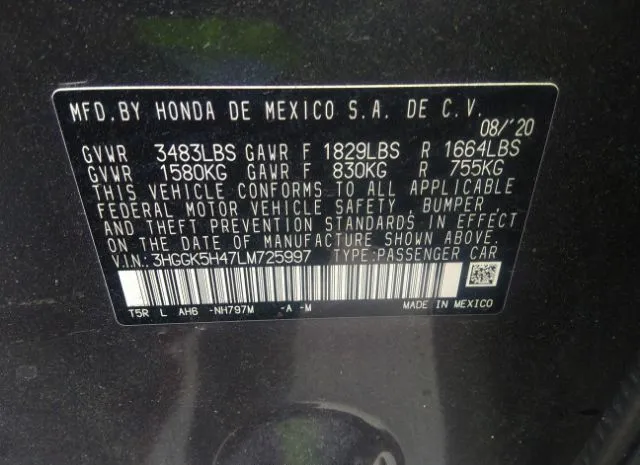 MFD. BY HONDA DE MEXICO S.A. DE C.V.
08/'20
GVWR 3483LBS GAWR F 1829LBS R 1664LBS
GVWR 1580KG GAWR F 830KG R 755KG
THIS VEHICLE CONFORMS TO ALL APPLICABLE
FEDERAL MOTOR VEHICLE SAFETY, BUMPER,
AND THEFT PREVENTION STANDARDS IN EFFECT
ON THE DATE OF MANUFACTURE SHOWN ABOVE.
V.I.N.: 3HGGK5H47LM725997 TYPE:PASSENGER CAR
T5R L AH6 -NH797M -A -M MADE IN MEXICO